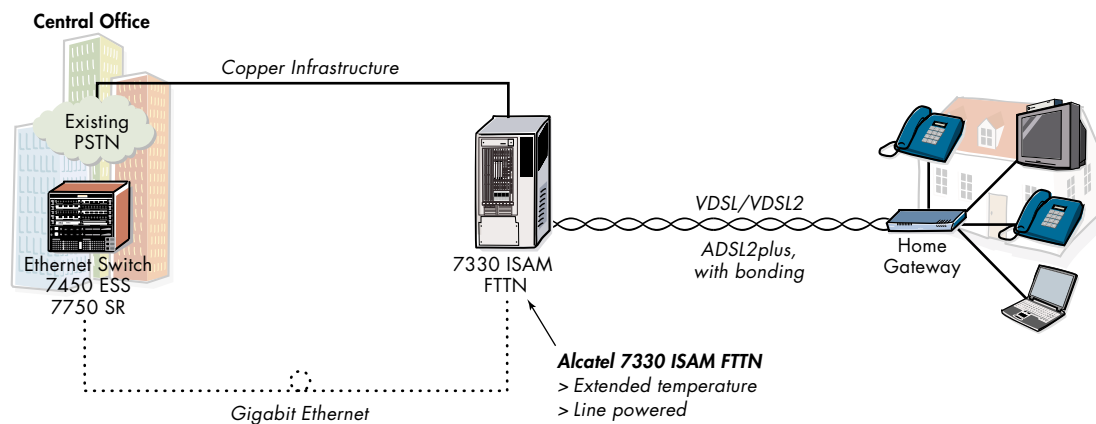 Central Office
Copper Infrastructure
Existing
PSTN
Ethernet Switch
7450 ESS
7750 SR
7330 ISAM
FTTN
VDSL/VDSL2
ADSL2plus,
with bonding
Home
Gateway
Alcatel 7330 ISAM FTTN
> Extended temperature
> Line powered
Gigabit Ethernet